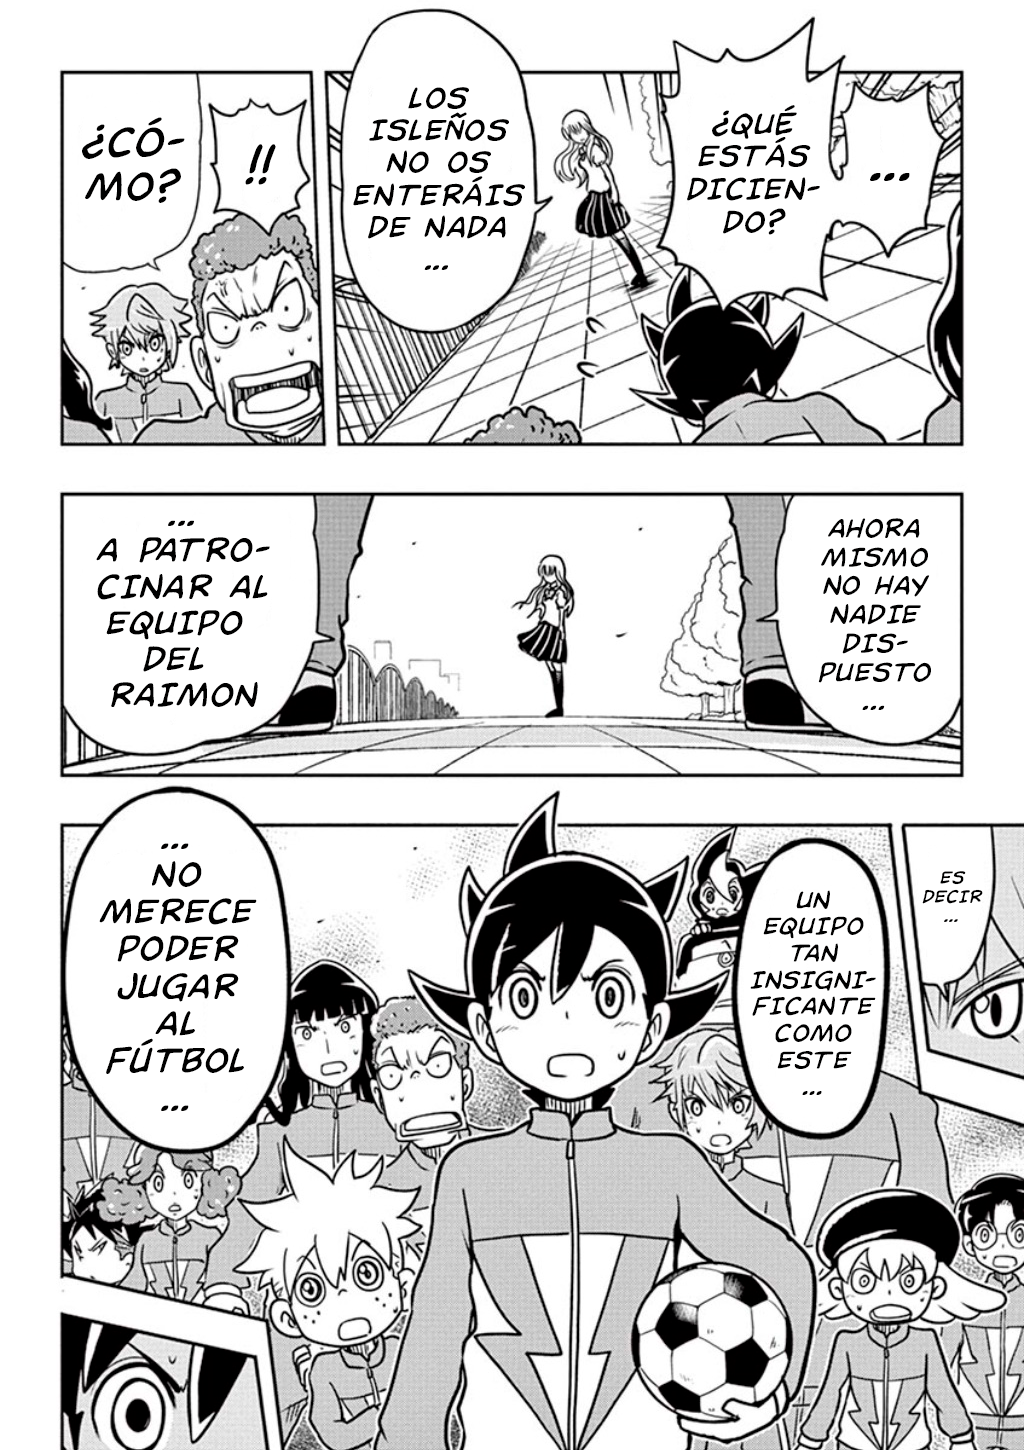 ...
¿QUÉ
ESTÁS
DICIEN-
DO?
LOS
ISLEÑOS
NO OS
ENTERÁIS
DE NADA
...
!!
¿CÓ-
MO?
AHORA
MISMO
NO HAY
NADIE
DIS-
PUESTO
...
...
A PATRO-
CINAR AL
EQUIPO
DEL
RAIMON
ES
DECIR
...
UN
EQUIPO
TAN
INSIGNI-
FICANTE
COMO
ESTE
...
...
NO
MERECE
PODER
JUGAR
AL
FÚTBOL
...